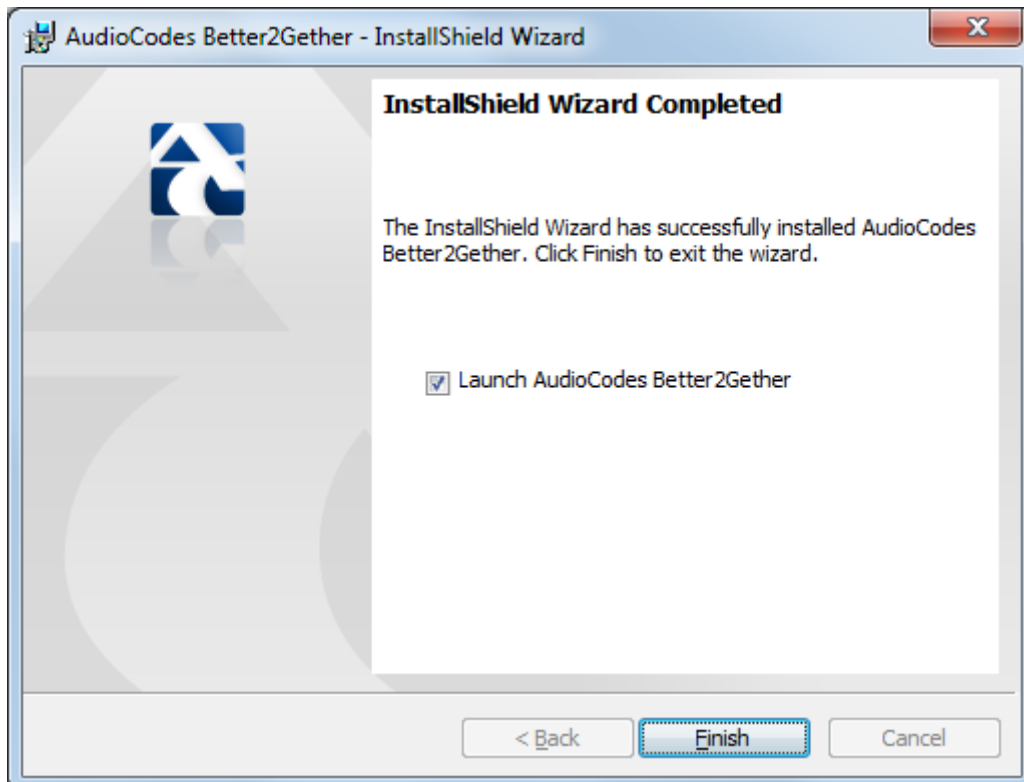 AudioCodes Better2Gether - InstallShield Wizard
InstallShield Wizard Completed
The InstallShield Wizard has successfully installed AudioCodes
Better2Gether. Click Finish to exit the wizard.
Launch AudioCodes Better2Gether
< Back
Finish
Cancel